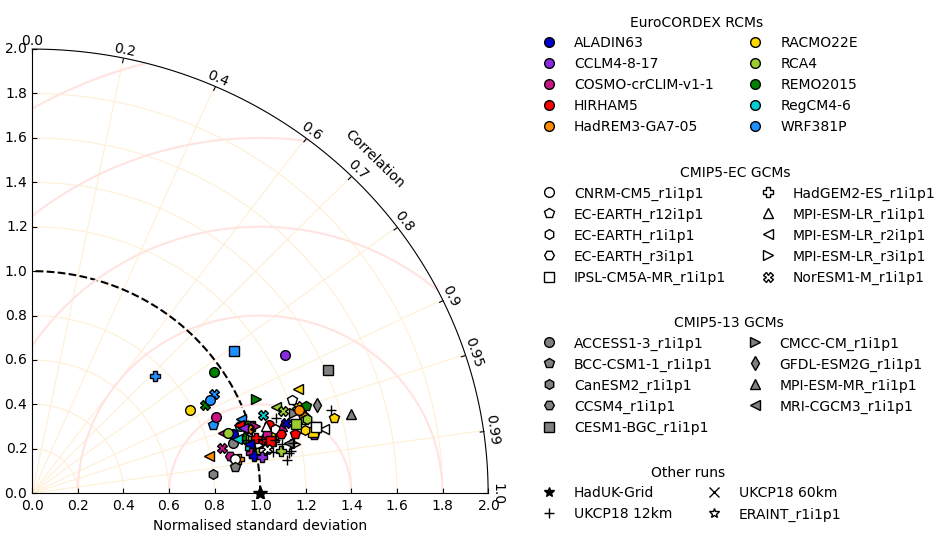 0.0
0.2
0.4
0.6
0.7
0.8
0.9
0.95
0.99
1.0
Correlation
2.0
1.8
1.6
1.4
1.2
1.0
0.8
0.6
0.4
0.2
0.0
0.0 0.2 0.4 0.6 0.8 1.0 1.2 1.4 1.6 1.8 2.0
Normalised standard deviation
EuroCORDEX RCMs
ALADIN63 RACMO22E
CCLM4-8-17 RCA4
COSMO-crCLIM-v1-1 REMO2015
HIRHAM5 RegCM4-6
HadREM3-GA7-05 WRF381P
CMIP5-EC GCMs
CNRM-CM5_r1i1p1 HadGEM2-ES_r1i1p1
EC-EARTH_r12i1p1 MPI-ESM-LR_r1i1p1
EC-EARTH_r1i1p1 MPI-ESM-LR_r2i1p1
EC-EARTH_r3i1p1 MPI-ESM-LR_r3i1p1
IPSL-CM5A-MR_r1i1p1 NorESM1-M_r1i1p1
CMIP5-13 GCMs
ACCESS1-3_r1i1p1 CMCC-CM_r1i1p1
BCC-CSM1-1_r1i1p1 GFDL-ESM2G_r1i1p1
CanESM2_r1i1p1 MPI-ESM-MR_r1i1p1
CCSM4_r1i1p1 MRI-CGCM3_r1i1p1
CESM1-BGC_r1i1p1
Other runs
HadUK-Grid UKCP18 60km
UKCP18 12km ERAINT_r1i1p1